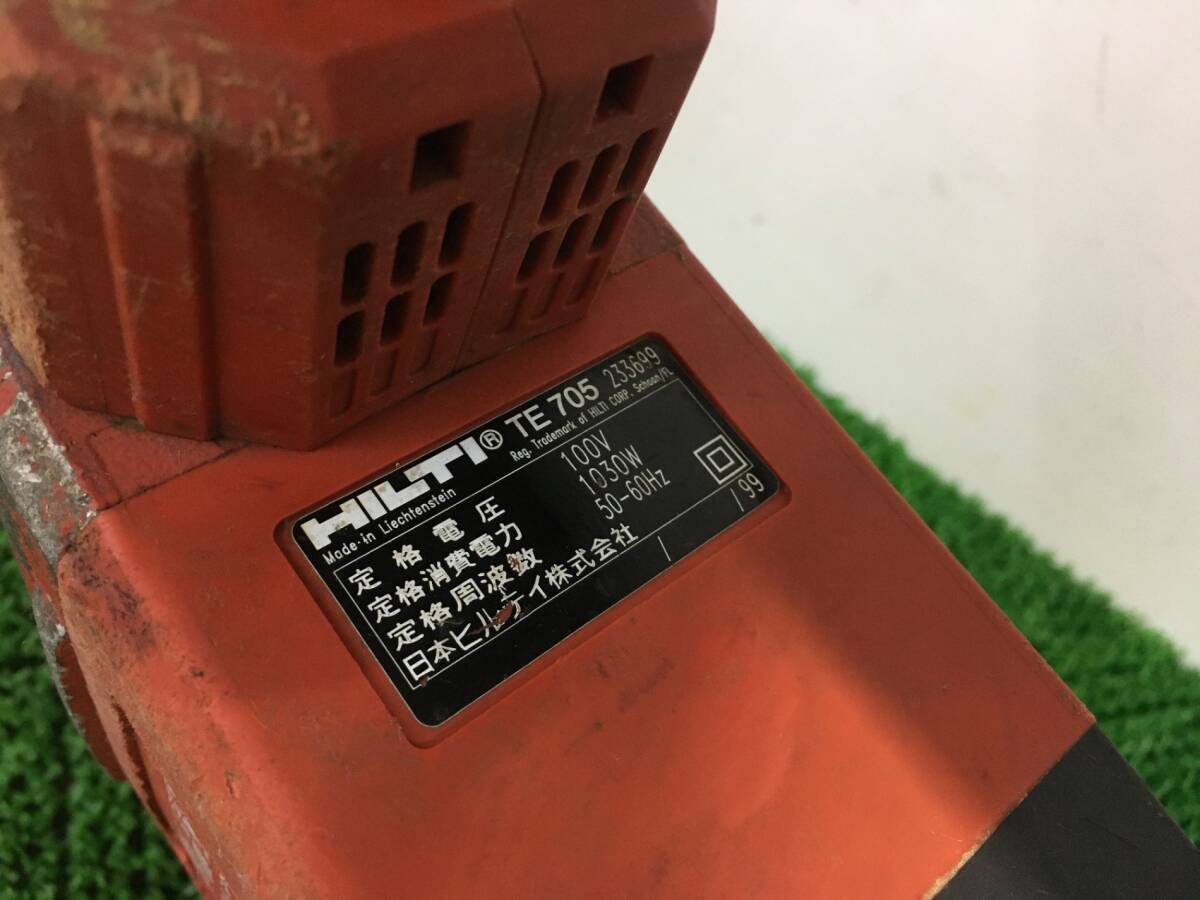 HILTI® TE 705 233699
Made in Liechtenstein Reg. Trademark of HILTI CORP. Schaan/FL
定格電圧 100V
定格消費電力 1030W
定格周波数 50-60Hz
日本ヒルティ株式会社 / /99